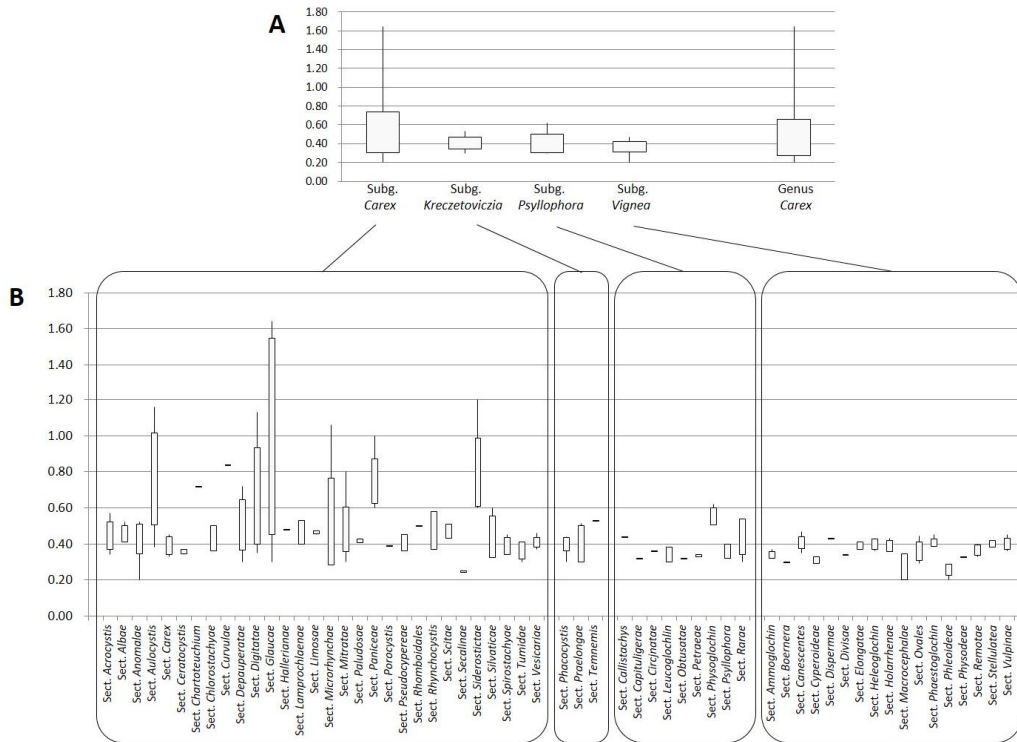 A
1.80
1.60
1.40
1.20
1.00
0.80
0.60
0.40
0.20
0.00
Subg. Subg. Subg. Subg. Genus
Carex Kreczetoviczia Psyllophora Vignea Carex
B
1.80
1.60
1.40
1.20
1.00
0.80
0.60
0.40
0.20
0.00
Sect. Acrocystis
Sect. Albae
Sect. Anomalae
Sect. Aulocystis
Sect. Carex
Sect. Ceratocystis
Sect. Chartoteuchium
Sect. Chlorostachyae
Sect. Curvulae
Sect. Depauperatae
Sect. Digitatae
Sect. Glaucae
Sect. Hallerianae
Sect. Lamprochlaenae
Sect. Limosae
Sect. Microrhynchae
Sect. Mitratae
Sect. Paludosae
Sect. Paniceae
Sect. Porocystis
Sect. Pseudocypereae
Sect. Rhomboidles
Sect. Rhynchocystis
Sect. Scitae
Sect. Secalinae
Sect. Siderostictae
Sect. Silvaticae
Sect. Spirostachyae
Sect. Tumidae
Sect. Vesicariae
Sect. Phacocystis
Sect. Praelongae
Sect. Temnemis
Sect. Callistachys
Sect. Capituligerae
Sect. Circinatae
Sect. Leucoglochlin
Sect. Obtusatae
Sect. Petraeae
Sect. Physoglochin
Sect. Psyllophora
Sect. Rarae
Sect. Ammoglochin
Sect. Boernera
Sect. Canescentes
Sect. Cyperoideae
Sect. Dispermae
Sect. Divisae
Sect. Elongatae
Sect. Heleoglochin
Sect. Holarrhenae
Sect. Macrocephalae
Sect. Ovales
Sect. Phaestoglochin
Sect. Phleoideae
Sect. Physodeae
Sect. Remotae
Sect. Stellulatea
Sect. Vulpinae